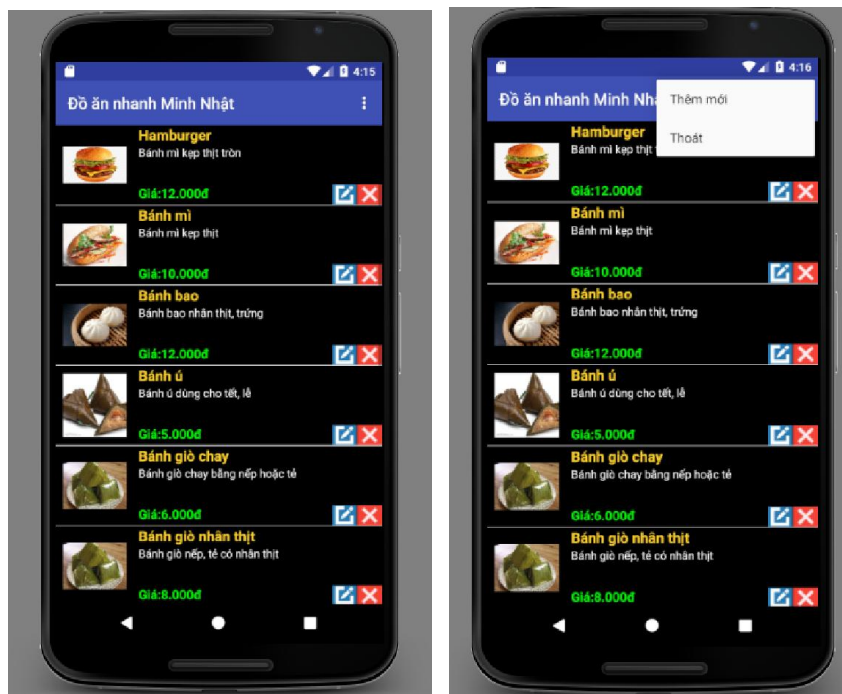 4:15
Đồ ăn nhanh Minh Nhật
Hamburger
Bánh mì kẹp thịt tròn
Giá:12.000đ
Bánh mì
Bánh mì kẹp thịt
Giá:10.000đ
Bánh bao
Bánh bao nhân thịt, trứng
Giá:12.000đ
Bánh ú
Bánh ú dùng cho tết, lễ
Giá:5.000đ
Bánh giò chay
Bánh giò chay bằng nếp hoặc tẻ
Giá:6.000đ
Bánh giò nhân thịt
Bánh giò nếp, tẻ có nhân thịt
Giá:8.000đ
4:16
Đồ ăn nhanh Minh Nhậ
Thêm mới
Thoát
Hamburger
Bánh mì kẹp thịt
Giá:12.000đ
Bánh mì
Bánh mì kẹp thịt
Giá:10.000đ
Bánh bao
Bánh bao nhân thịt, trứng
Giá:12.000đ
Bánh ú
Bánh ú dùng cho tết, lễ
Giá:5.000đ
Bánh giò chay
Bánh giò chay bằng nếp hoặc tẻ
Giá:6.000đ
Bánh giò nhân thịt
Bánh giò nếp, tẻ có nhân thịt
Giá:8.000đ